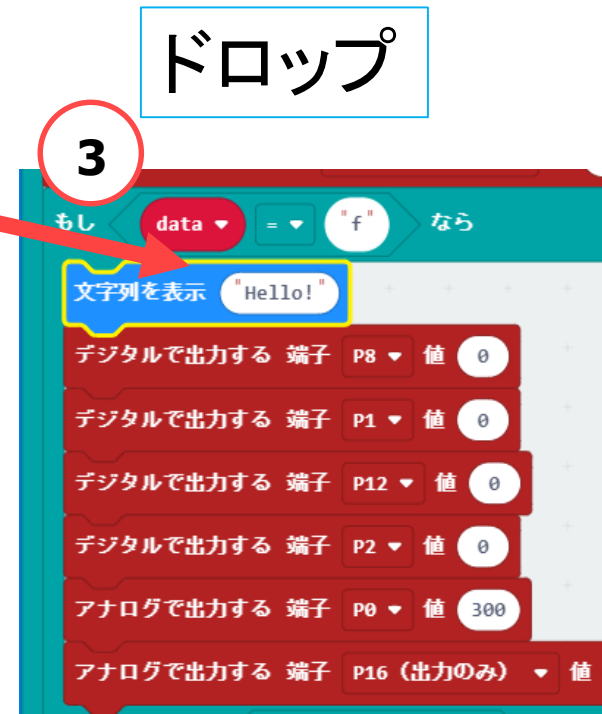 ドロップ
3
もし data = "f" なら
文字列を表示 "Hello!"
デジタルで出力する 端子 P8 値 0
デジタルで出力する 端子 P1 値 0
デジタルで出力する 端子 P12 値 0
デジタルで出力する 端子 P2 値 0
アナログで出力する 端子 P0 値 300
アナログで出力する 端子 P16（出力のみ） 値